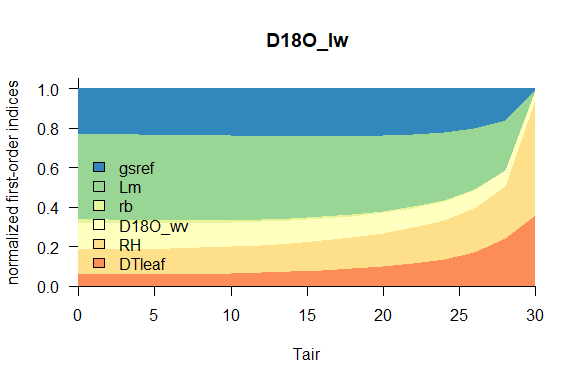 D18O_lw
normalized first-order indices
1.0
0.8
0.6
0.4
0.2
0.0
gsref
Lm
rb
D18O_wv
RH
DTleaf
0 5 10 15 20 25 30
Tair